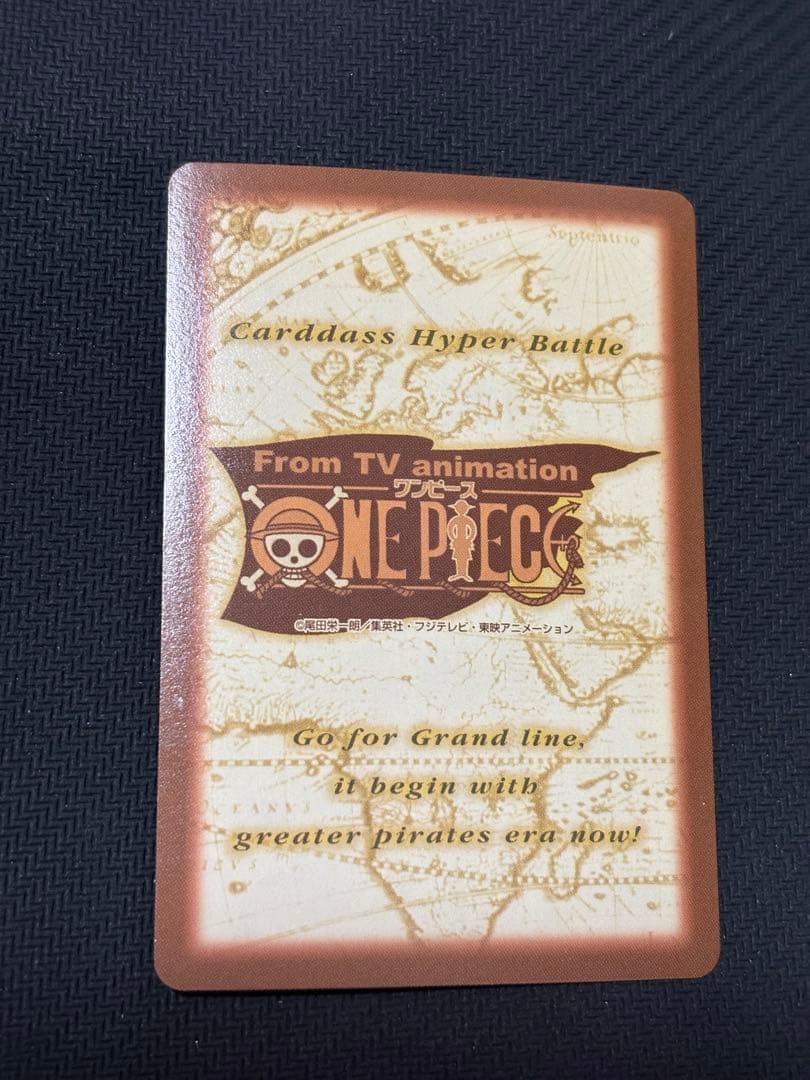 Septentrio
Carddass Hyper Battle
From TV animation
ワンピース
ONE PIECE
©尾田栄一郎／集英社・フジテレビ・東映アニメーション
Go for Grand line,
it begin with
greater pirates era now!